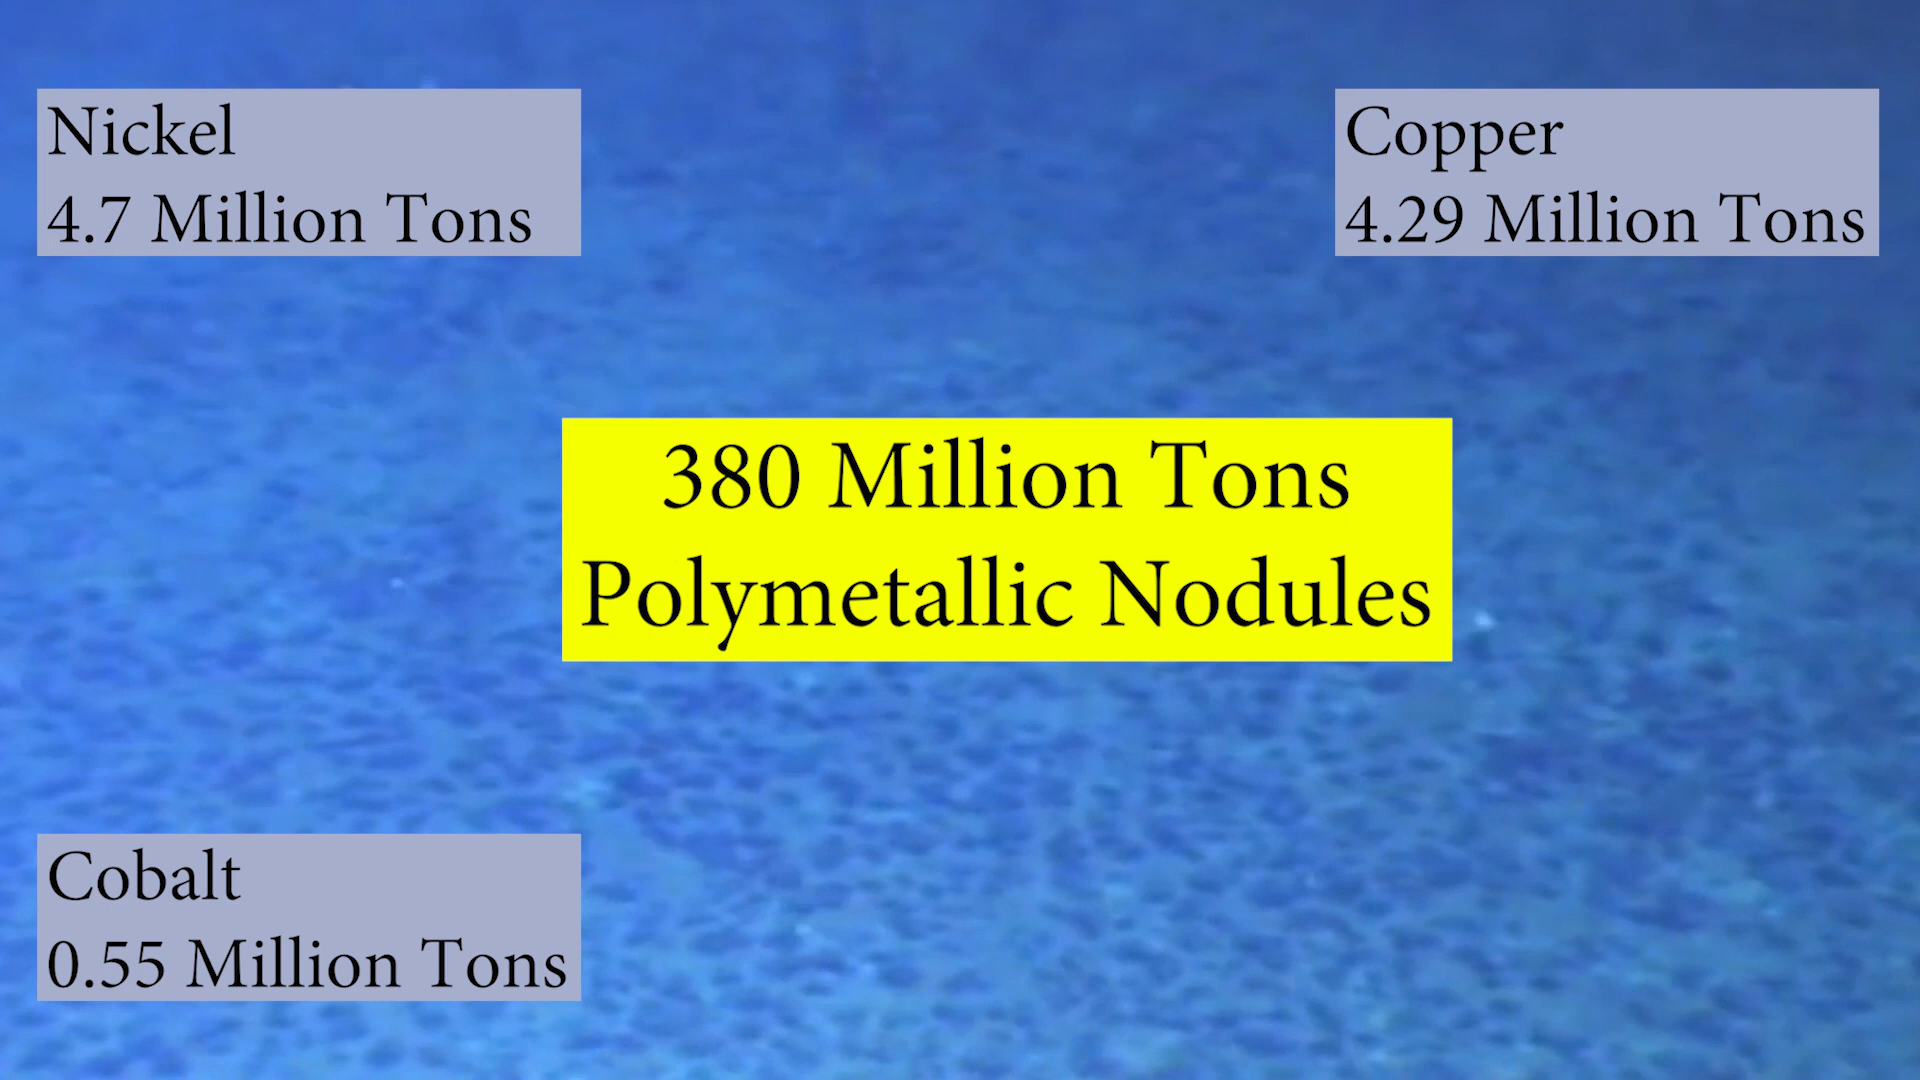 Nickel
4.7 Million Tons
Copper
4.29 Million Tons
380 Million Tons
Polymetallic Nodules
Cobalt
0.55 Million Tons